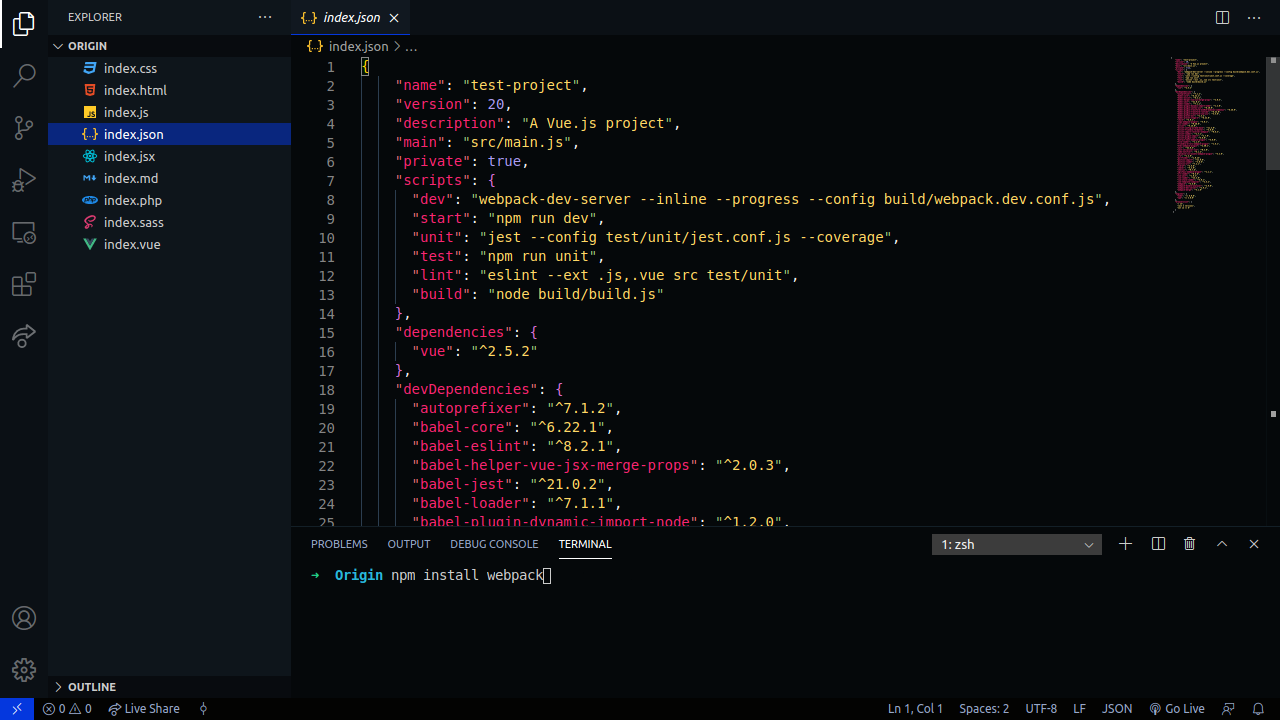 EXPLORER
ORIGIN
index.css
index.html
index.js
index.json
index.jsx
index.md
index.php
index.sass
index.vue
OUTLINE
index.json
index.json > ...
1 {
2 "name": "test-project",
3 "version": 20,
4 "description": "A Vue.js project",
5 "main": "src/main.js",
6 "private": true,
7 "scripts": {
8 "dev": "webpack-dev-server --inline --progress --config build/webpack.dev.conf.js",
9 "start": "npm run dev",
10 "unit": "jest --config test/unit/jest.conf.js --coverage",
11 "test": "npm run unit",
12 "lint": "eslint --ext .js,.vue src test/unit",
13 "build": "node build/build.js"
14 },
15 "dependencies": {
16 "vue": "^2.5.2"
17 },
18 "devDependencies": {
19 "autoprefixer": "^7.1.2",
20 "babel-core": "^6.22.1",
21 "babel-eslint": "^8.2.1",
22 "babel-helper-vue-jsx-merge-props": "^2.0.3",
23 "babel-jest": "^21.0.2",
24 "babel-loader": "^7.1.1",
25 "babel-plugin-dynamic-import-node": "^1.2.0",
PROBLEMS OUTPUT DEBUG CONSOLE TERMINAL 1: zsh
➜ Origin npm install webpack
0 0 Live Share Ln 1, Col 1 Spaces: 2 UTF-8 LF JSON Go Live